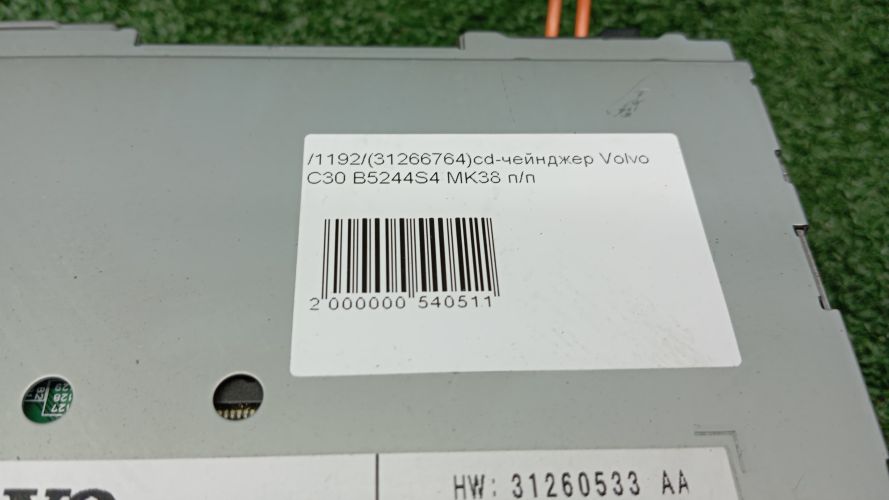 /1192/(31266764)cd-чейнджер Volvo
C30 B5244S4 MK38 п/п
2 000000 540511
HW: 31260533 AA